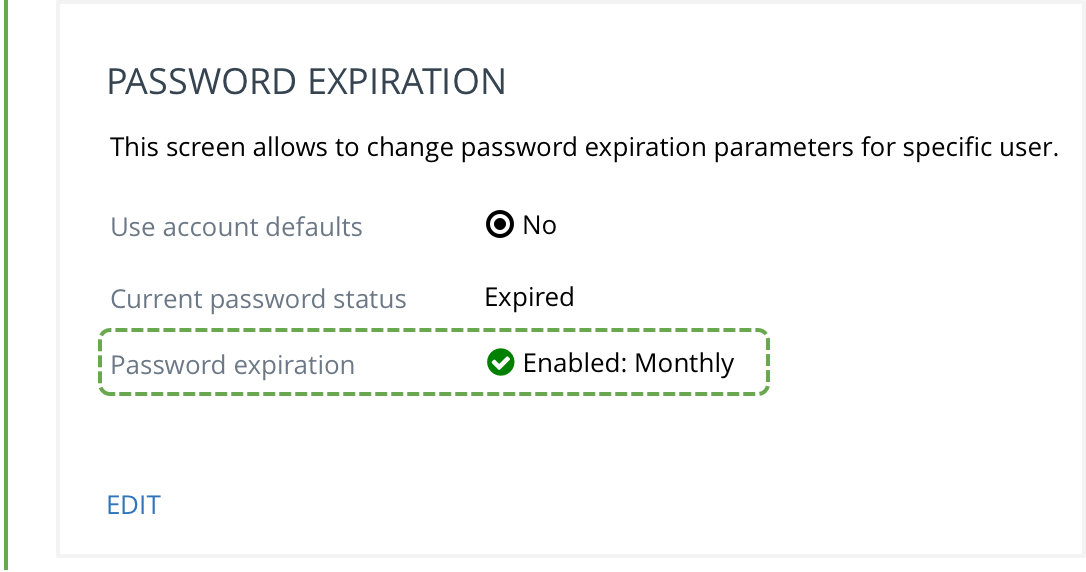 PASSWORD EXPIRATION
This screen allows to change password expiration parameters for specific user.
Use account defaults No
Current password status Expired
Password expiration Enabled: Monthly
EDIT